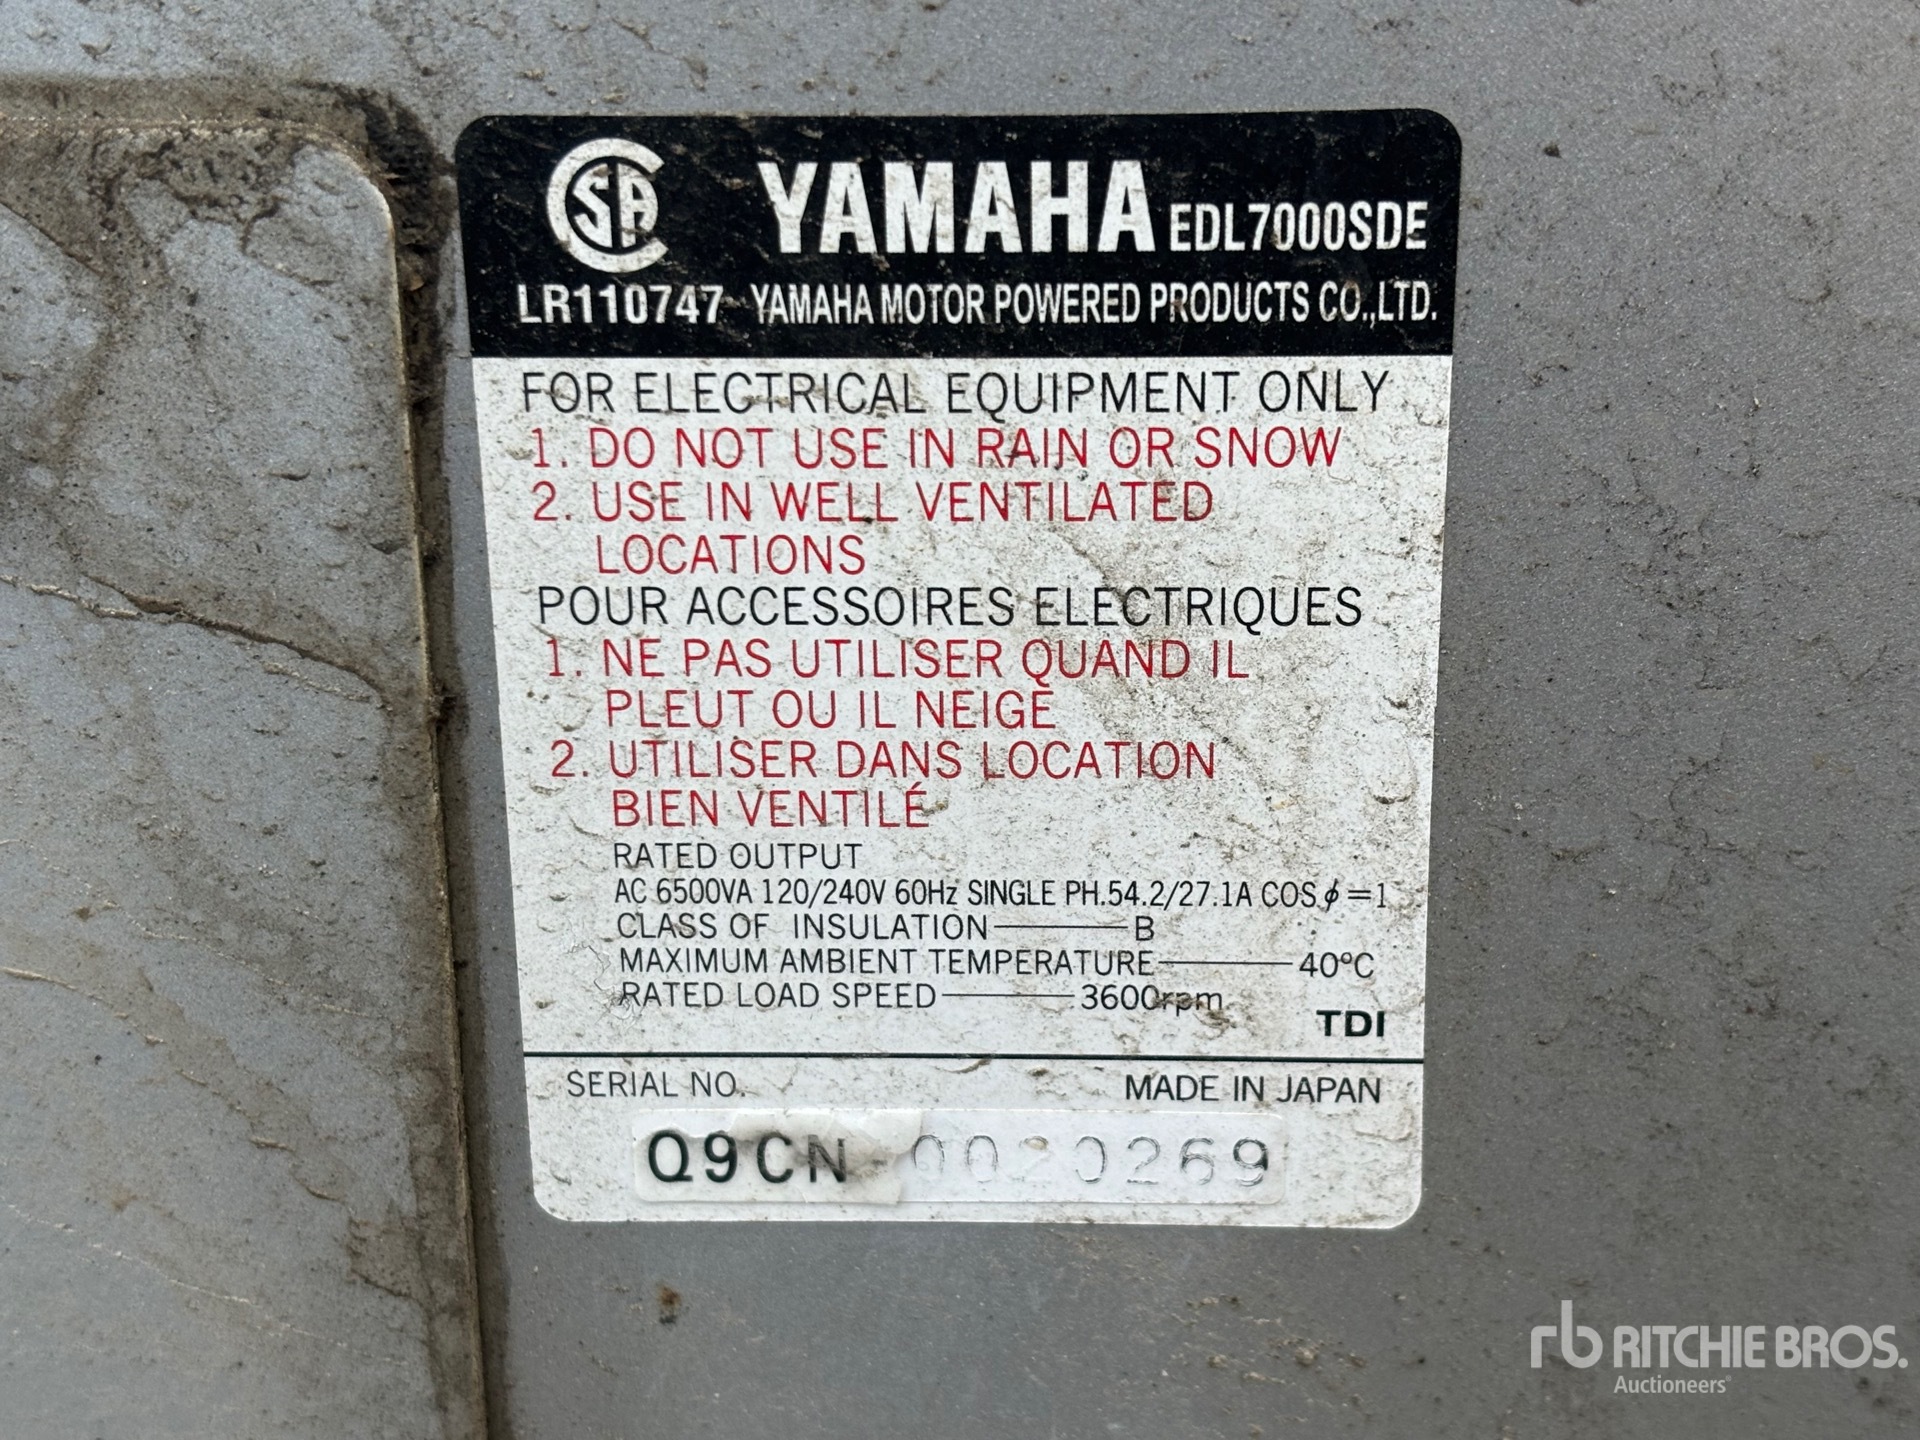 CSA YAMAHA EDL7000SDE
LR110747 YAMAHA MOTOR POWERED PRODUCTS CO.,LTD.
FOR ELECTRICAL EQUIPMENT ONLY
1. DO NOT USE IN RAIN OR SNOW
2. USE IN WELL VENTILATED
LOCATIONS
POUR ACCESSOIRES ELECTRIQUES
1. NE PAS UTILISER QUAND IL
PLEUT OU IL NEIGE
2. UTILISER DANS LOCATION
BIEN VENTILÉ
RATED OUTPUT
AC 6500VA 120/240V 60Hz SINGLE PH.54.2/27.1A COS φ =1
CLASS OF INSULATION B
MAXIMUM AMBIENT TEMPERATURE 40°C
RATED LOAD SPEED 3600rpm
TDI
SERIAL NO. MADE IN JAPAN
Q9CN
rb RITCHIE BROS.
Auctioneers